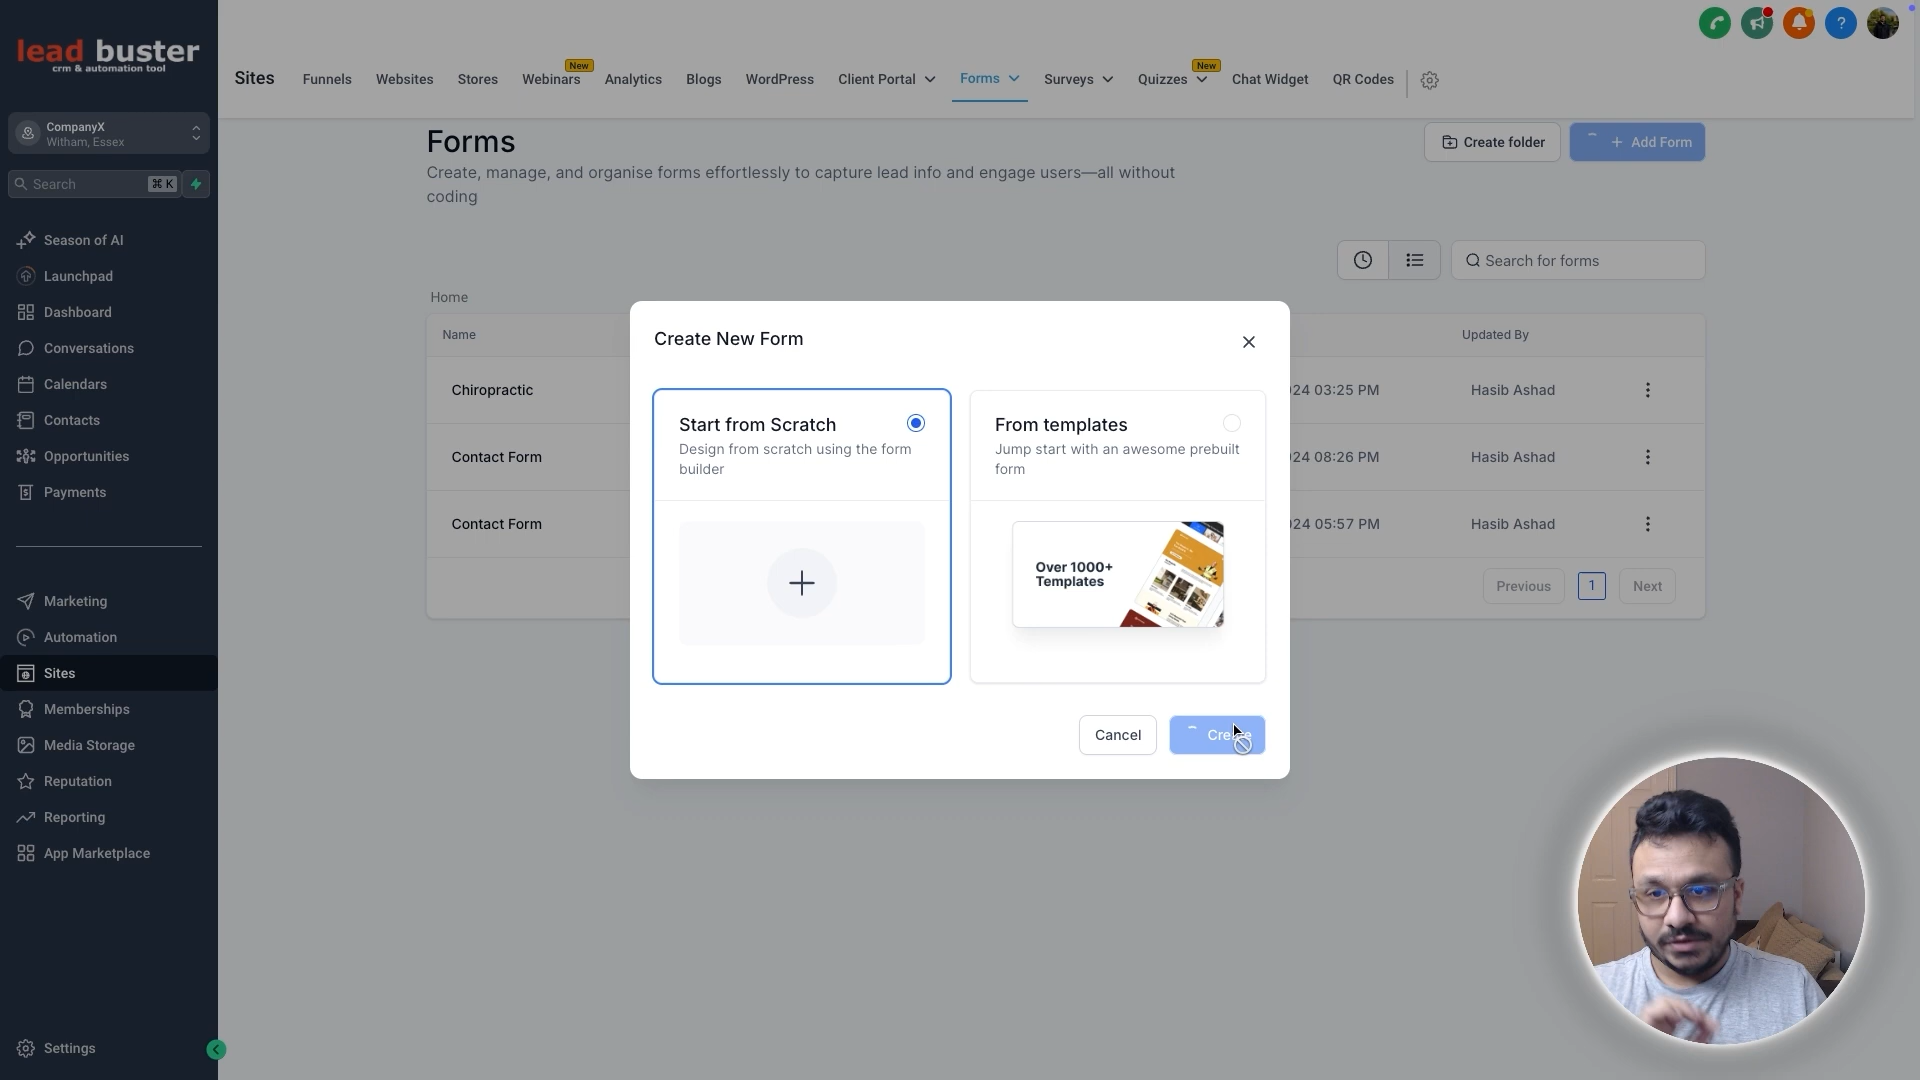 lead buster
crm & automation tool
CompanyX
Witham, Essex
Search
⌘ K
Season of AI
Launchpad
Dashboard
Conversations
Calendars
Contacts
Opportunities
Payments
Marketing
Automation
Sites
Memberships
Media Storage
Reputation
Reporting
App Marketplace
Settings
Sites
Funnels
Websites
Stores
Webinars
New
Analytics
Blogs
WordPress
Client Portal
Forms
Surveys
Quizzes
New
Chat Widget
QR Codes
Forms
Create, manage, and organise forms effortlessly to capture lead info and engage users—all without
coding
Create folder
+ Add Form
Search for forms
Home
Name
Updated By
Chiropractic
24 03:25 PM
Hasib Ashad
Contact Form
24 08:26 PM
Hasib Ashad
Contact Form
24 05:57 PM
Hasib Ashad
Previous
1
Next
Create New Form
Start from Scratch
Design from scratch using the form
builder
From templates
Jump start with an awesome prebuilt
form
Over 1000+
Templates
Cancel
Create